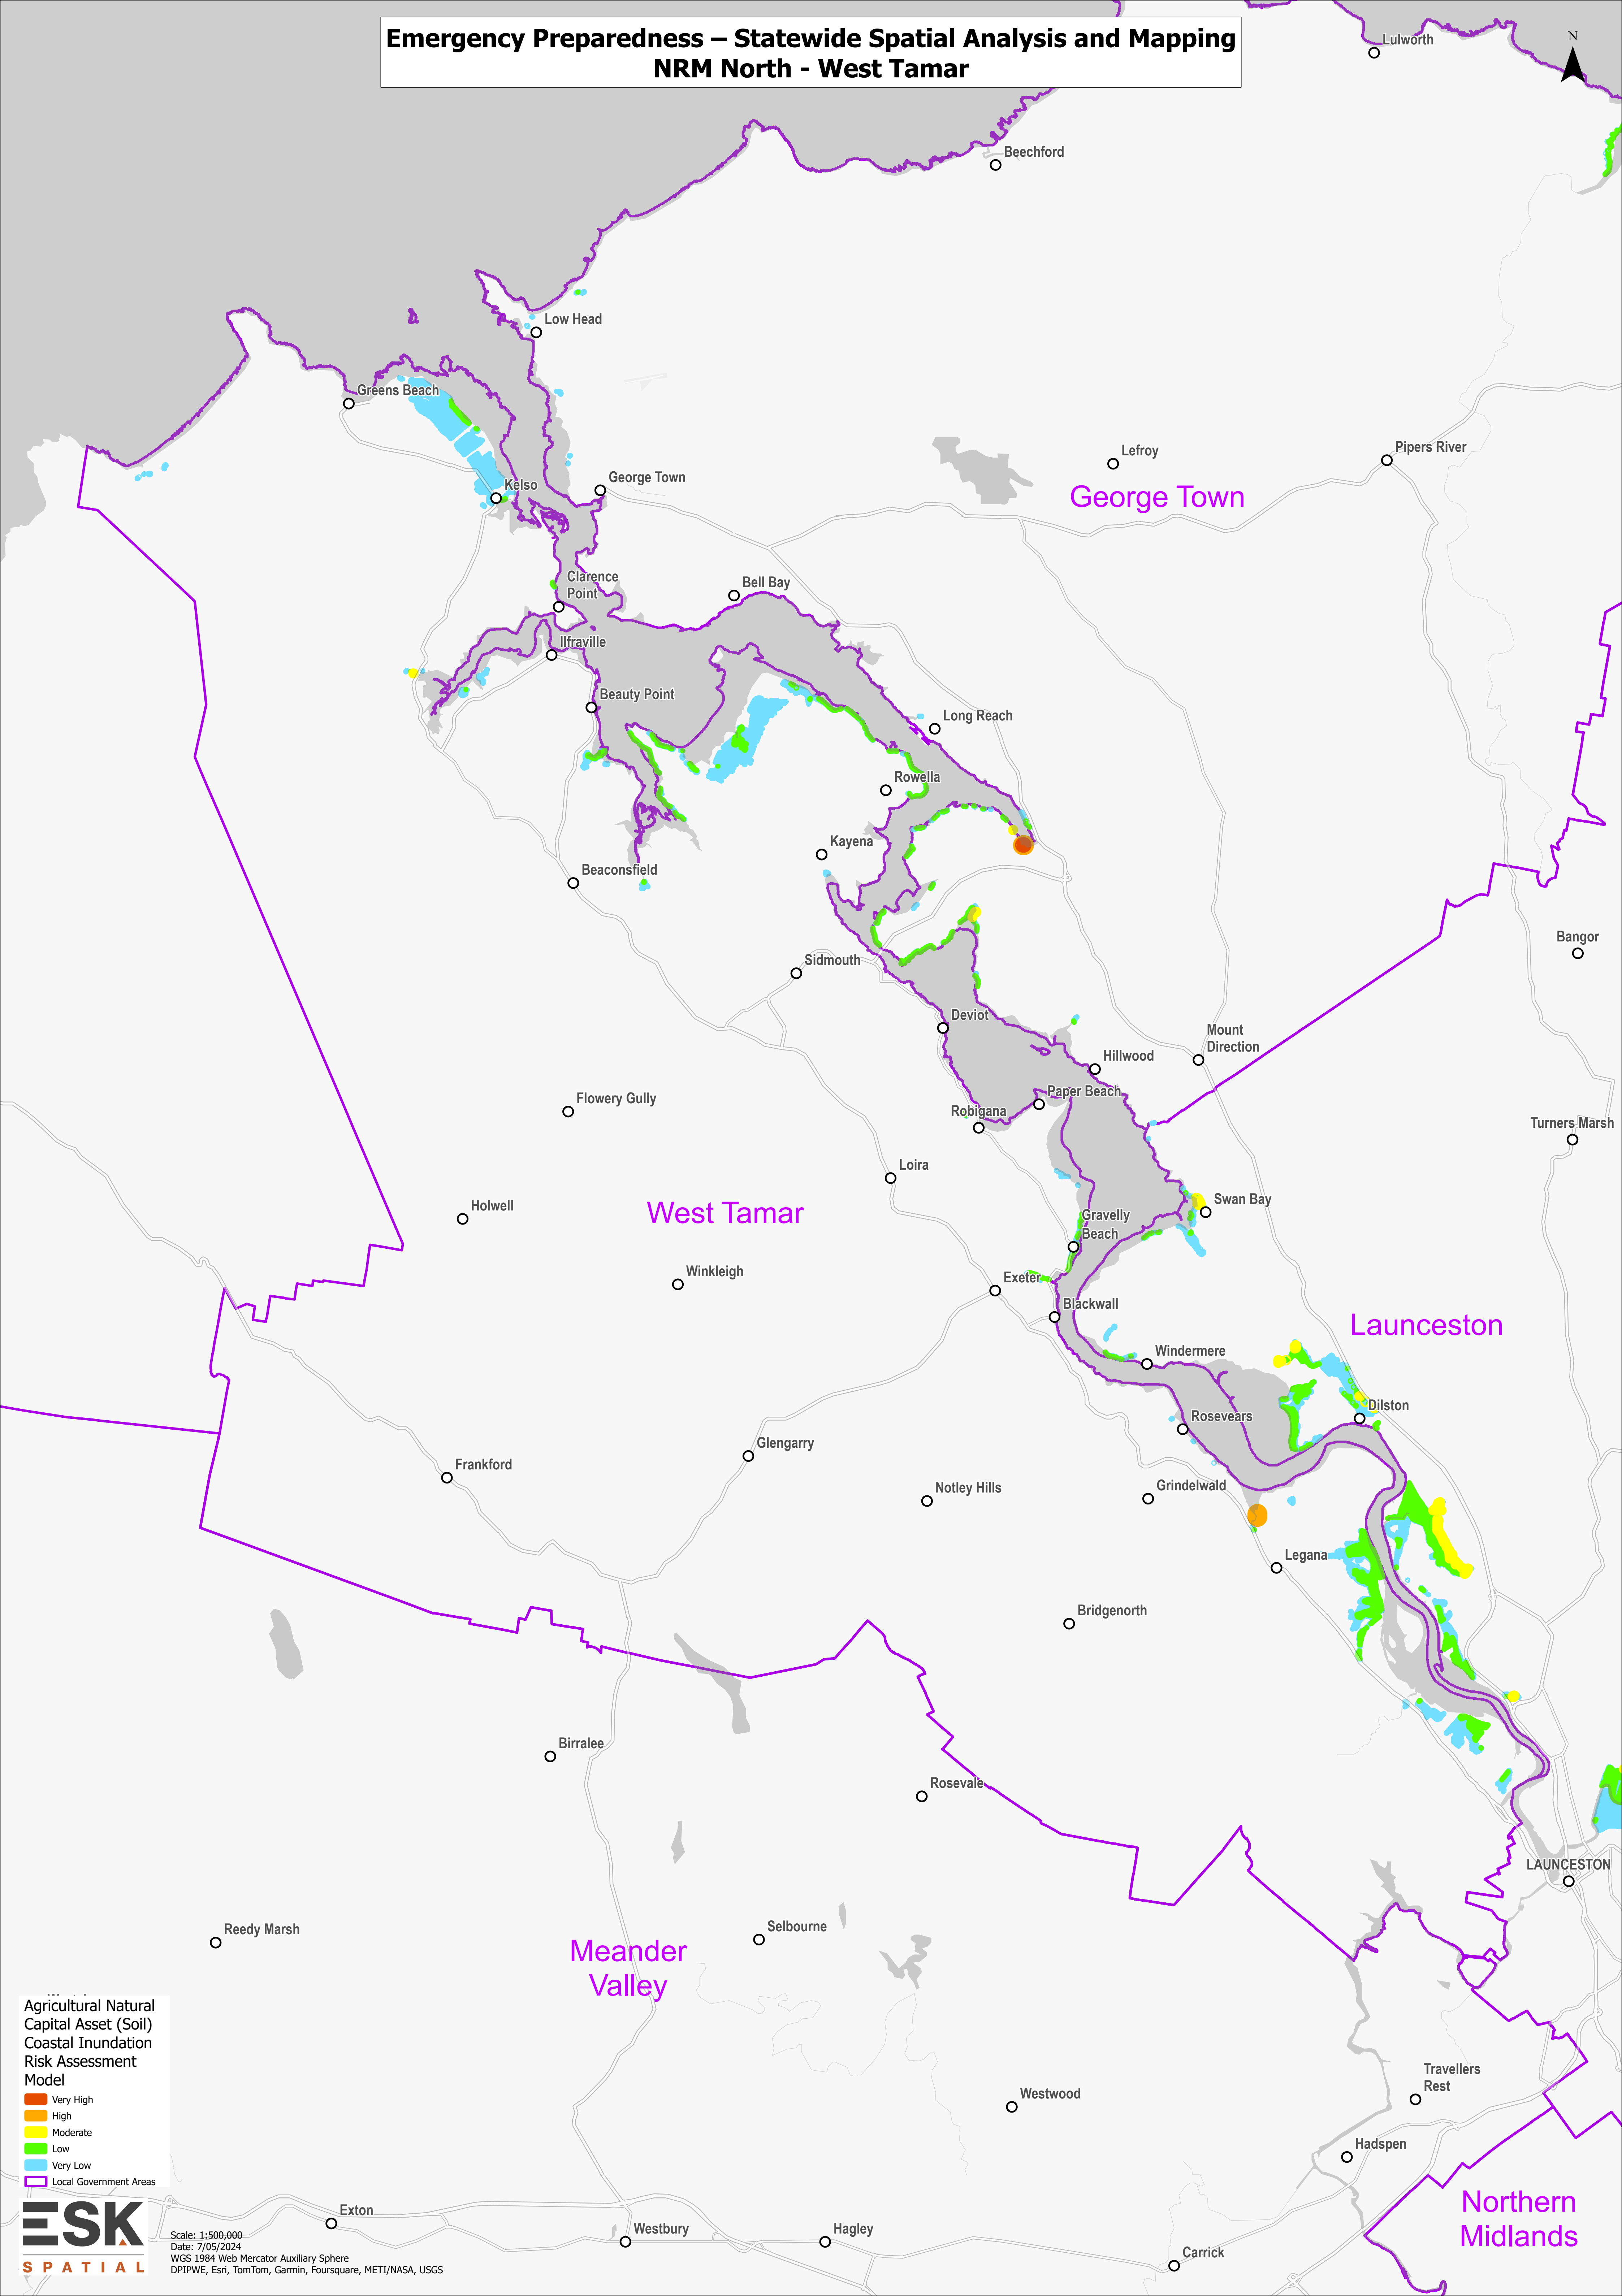 Emergency Preparedness – Statewide Spatial Analysis and Mapping
NRM North - West Tamar
N
Lulworth
Beechford
Low Head
Greens Beach
Lefroy
Pipers River
George Town
Kelso
George Town
Clarence
Point
Bell Bay
Ilfraville
Beauty Point
Long Reach
Rowella
Kayena
Beaconsfield
Bangor
Sidmouth
Deviot
Mount
Direction
Hillwood
Paper Beach
Flowery Gully
Robigana
Turners Marsh
Loira
Holwell
West Tamar
Swan Bay
Gravelly
Beach
Winkleigh
Exeter
Blackwall
Launceston
Windermere
Dilston
Rosevears
Glengarry
Frankford
Notley Hills
Grindelwald
Legana
Bridgenorth
Birralee
Rosevale
LAUNCESTON
Reedy Marsh
Selbourne
Meander
Valley
Travellers
Rest
Westwood
Hadspen
Northern
Midlands
Exton
Westbury
Hagley
Carrick
Agricultural Natural
Capital Asset (Soil)
Coastal Inundation
Risk Assessment
Model
Very High
High
Moderate
Low
Very Low
Local Government Areas
ESK
SPATIAL
Scale: 1:500,000
Date: 7/05/2024
WGS 1984 Web Mercator Auxiliary Sphere
DPIPWE, Esri, TomTom, Garmin, Foursquare, METI/NASA, USGS